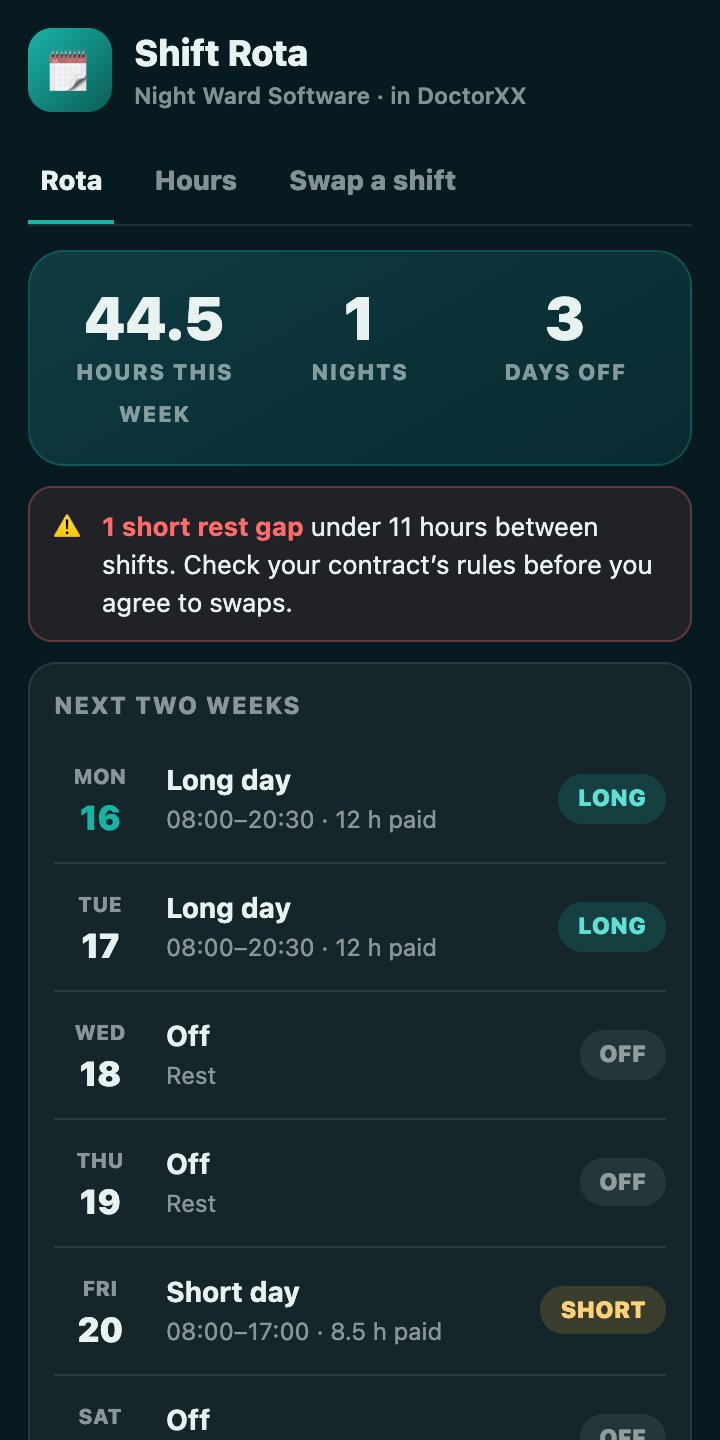 Shift Rota
Night Ward Software · in DoctorXX
Rota Hours Swap a shift
44.5 1 3
HOURS THIS WEEK NIGHTS DAYS OFF
1 short rest gap under 11 hours between
shifts. Check your contract’s rules before you
agree to swaps.
NEXT TWO WEEKS
MON
16
Long day
08:00–20:30 · 12 h paid
LONG
TUE
17
Long day
08:00–20:30 · 12 h paid
LONG
WED
18
Off
Rest
OFF
THU
19
Off
Rest
OFF
FRI
20
Short day
08:00–17:00 · 8.5 h paid
SHORT
SAT
Off
OFF